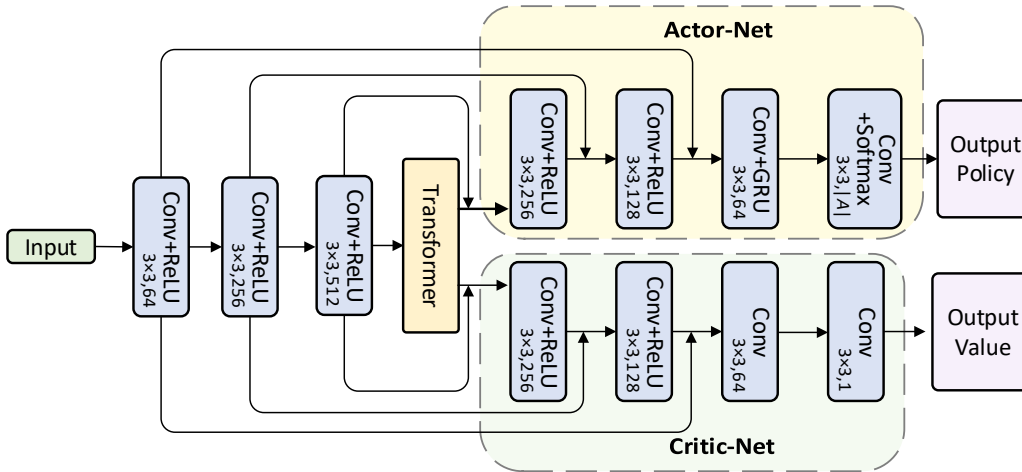 Actor-Net
Input
Conv+ReLU
3×3,64
Conv+ReLU
3×3,256
Conv+ReLU
3×3,512
Transformer
Conv+ReLU
3×3,256
Conv+ReLU
3×3,128
Conv+GRU
3×3,64
Conv
+Softmax
3×3,|A|
Output
Policy
Conv+ReLU
3×3,256
Conv+ReLU
3×3,128
Conv
3×3,64
Conv
3×3,1
Output
Value
Critic-Net